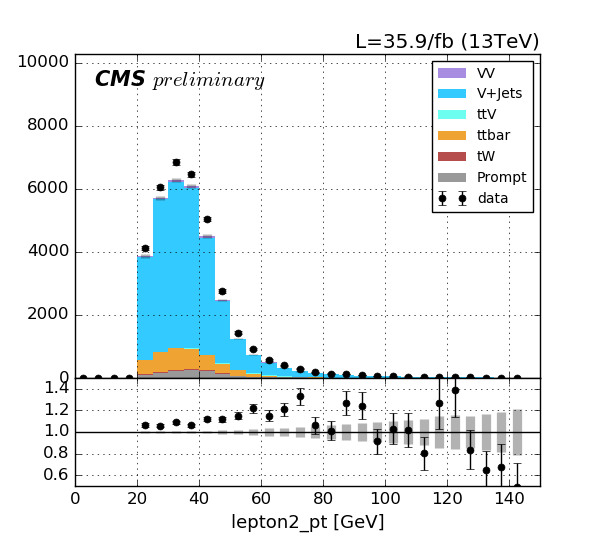 L=35.9/fb (13TeV)
CMS preliminary
VV
V+Jets
ttV
ttbar
tW
Prompt
data
10000
8000
6000
4000
2000
0
1.4
1.2
1.0
0.8
0.6
0 20 40 60 80 100 120 140
lepton2_pt [GeV]